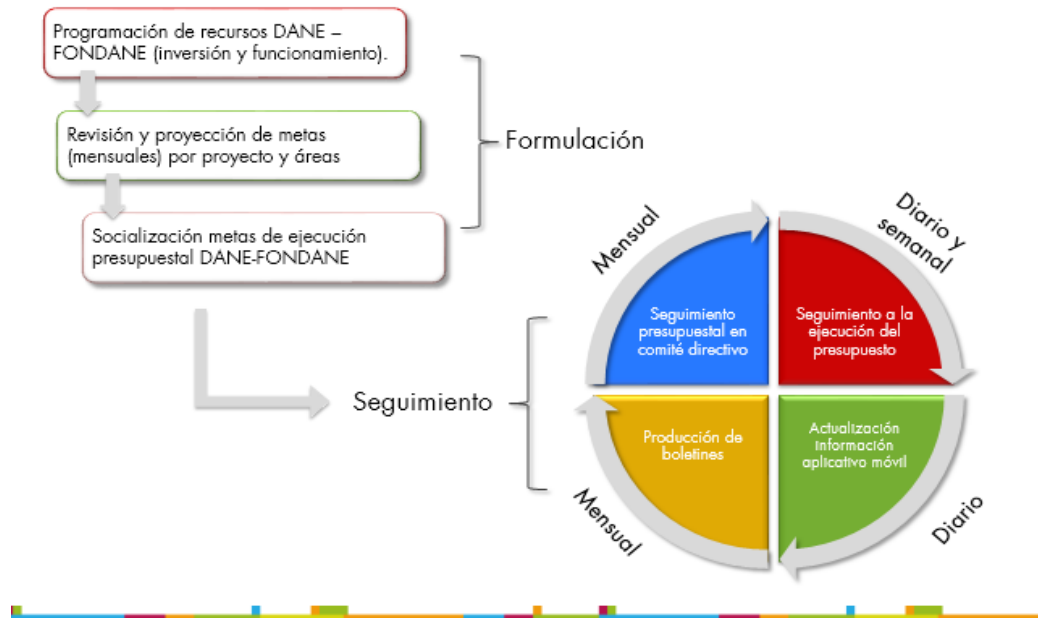 Programación de recursos DANE –
FONDANE (inversión y funcionamiento).
Revisión y proyección de metas
(mensuales) por proyecto y áreas
Socialización metas de ejecución
presupuestal DANE-FONDANE
Formulación
Seguimiento
Mensual
Diario y
semanal
Seguimiento
presupuestal en
comité directivo
Seguimiento a la
ejecución del
presupuesto
Producción de
boletines
Actualización
información
aplicativo móvil
Mensual
Diario